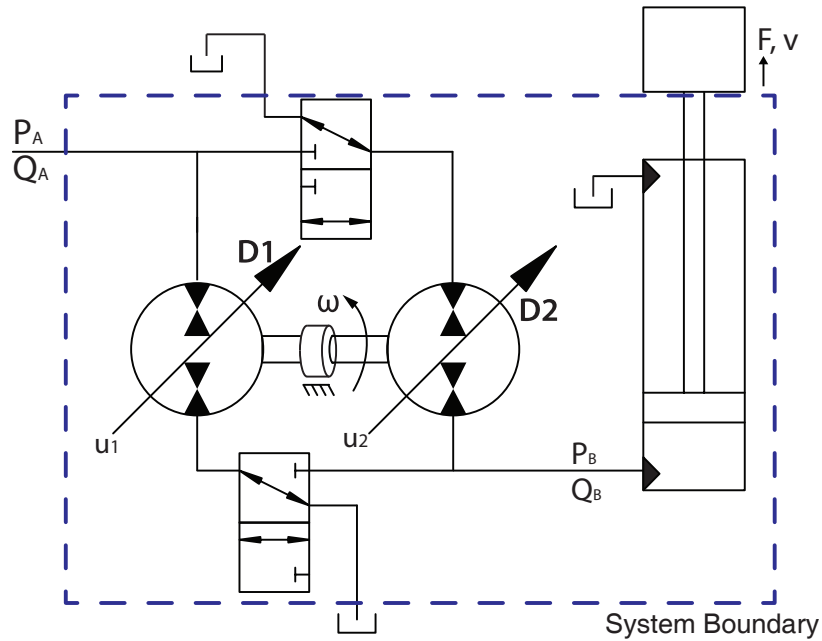 F, v
PA
QA
D1
ω
D2
u1
u2
PB
QB
System Boundary